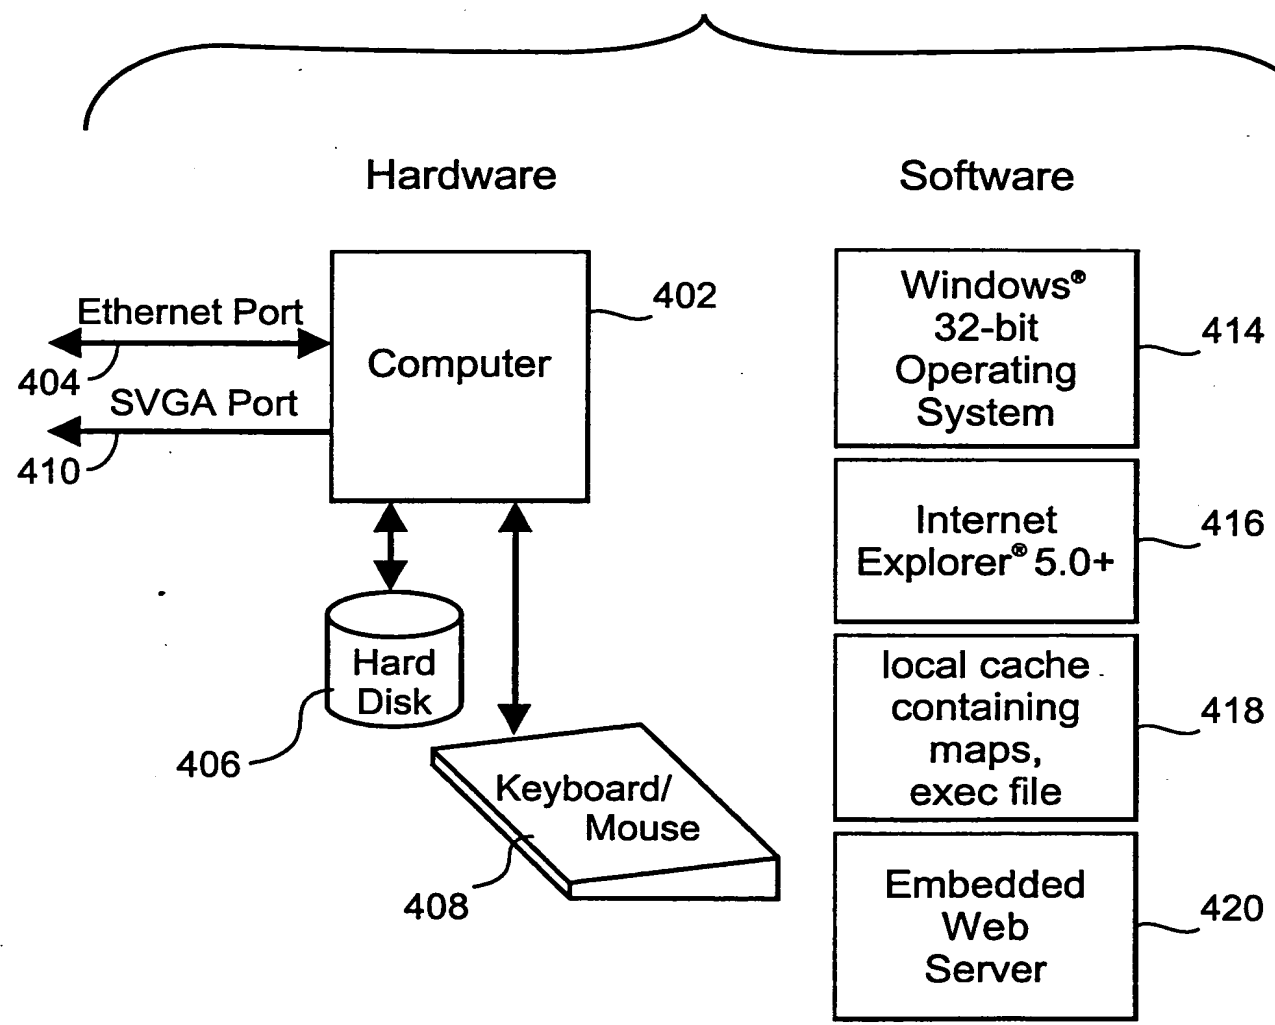 Hardware
Software
Ethernet Port
404
SVGA Port
410
Computer
402
Hard
Disk
406
Keyboard/
Mouse
408
Windows®
32-bit
Operating
System
414
Internet
Explorer® 5.0+
416
local cache
containing
maps,
exec file
418
Embedded
Web
Server
420